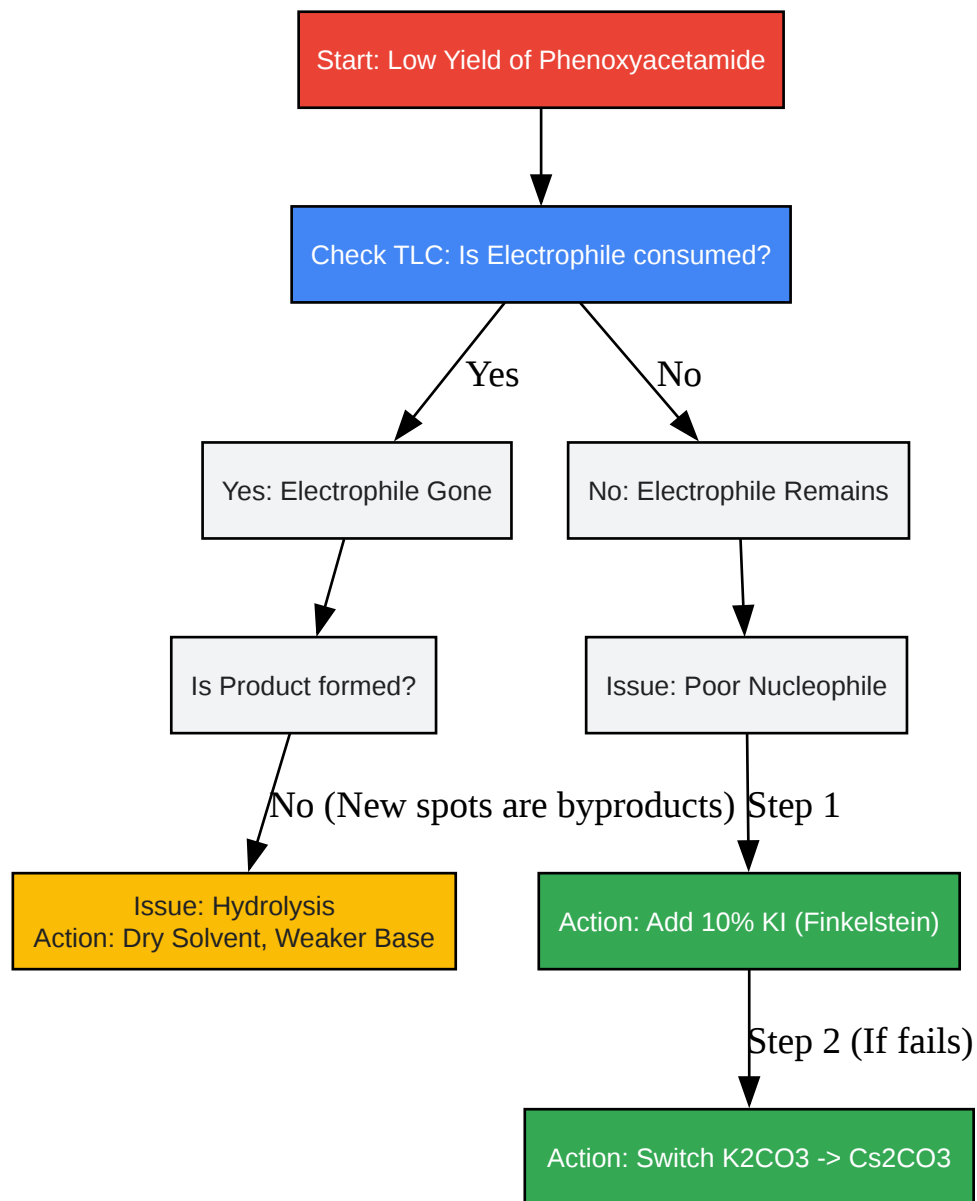 Start: Low Yield of Phenoxyacetamide
Check TLC: Is Electrophile consumed?
Yes
No
Yes: Electrophile Gone
No: Electrophile Remains
Is Product formed?
Issue: Poor Nucleophile
No (New spots are byproducts)
Step 1
Issue: Hydrolysis
Action: Dry Solvent, Weaker Base
Action: Add 10% KI (Finkelstein)
Step 2 (If fails)
Action: Switch K2CO3 -> Cs2CO3